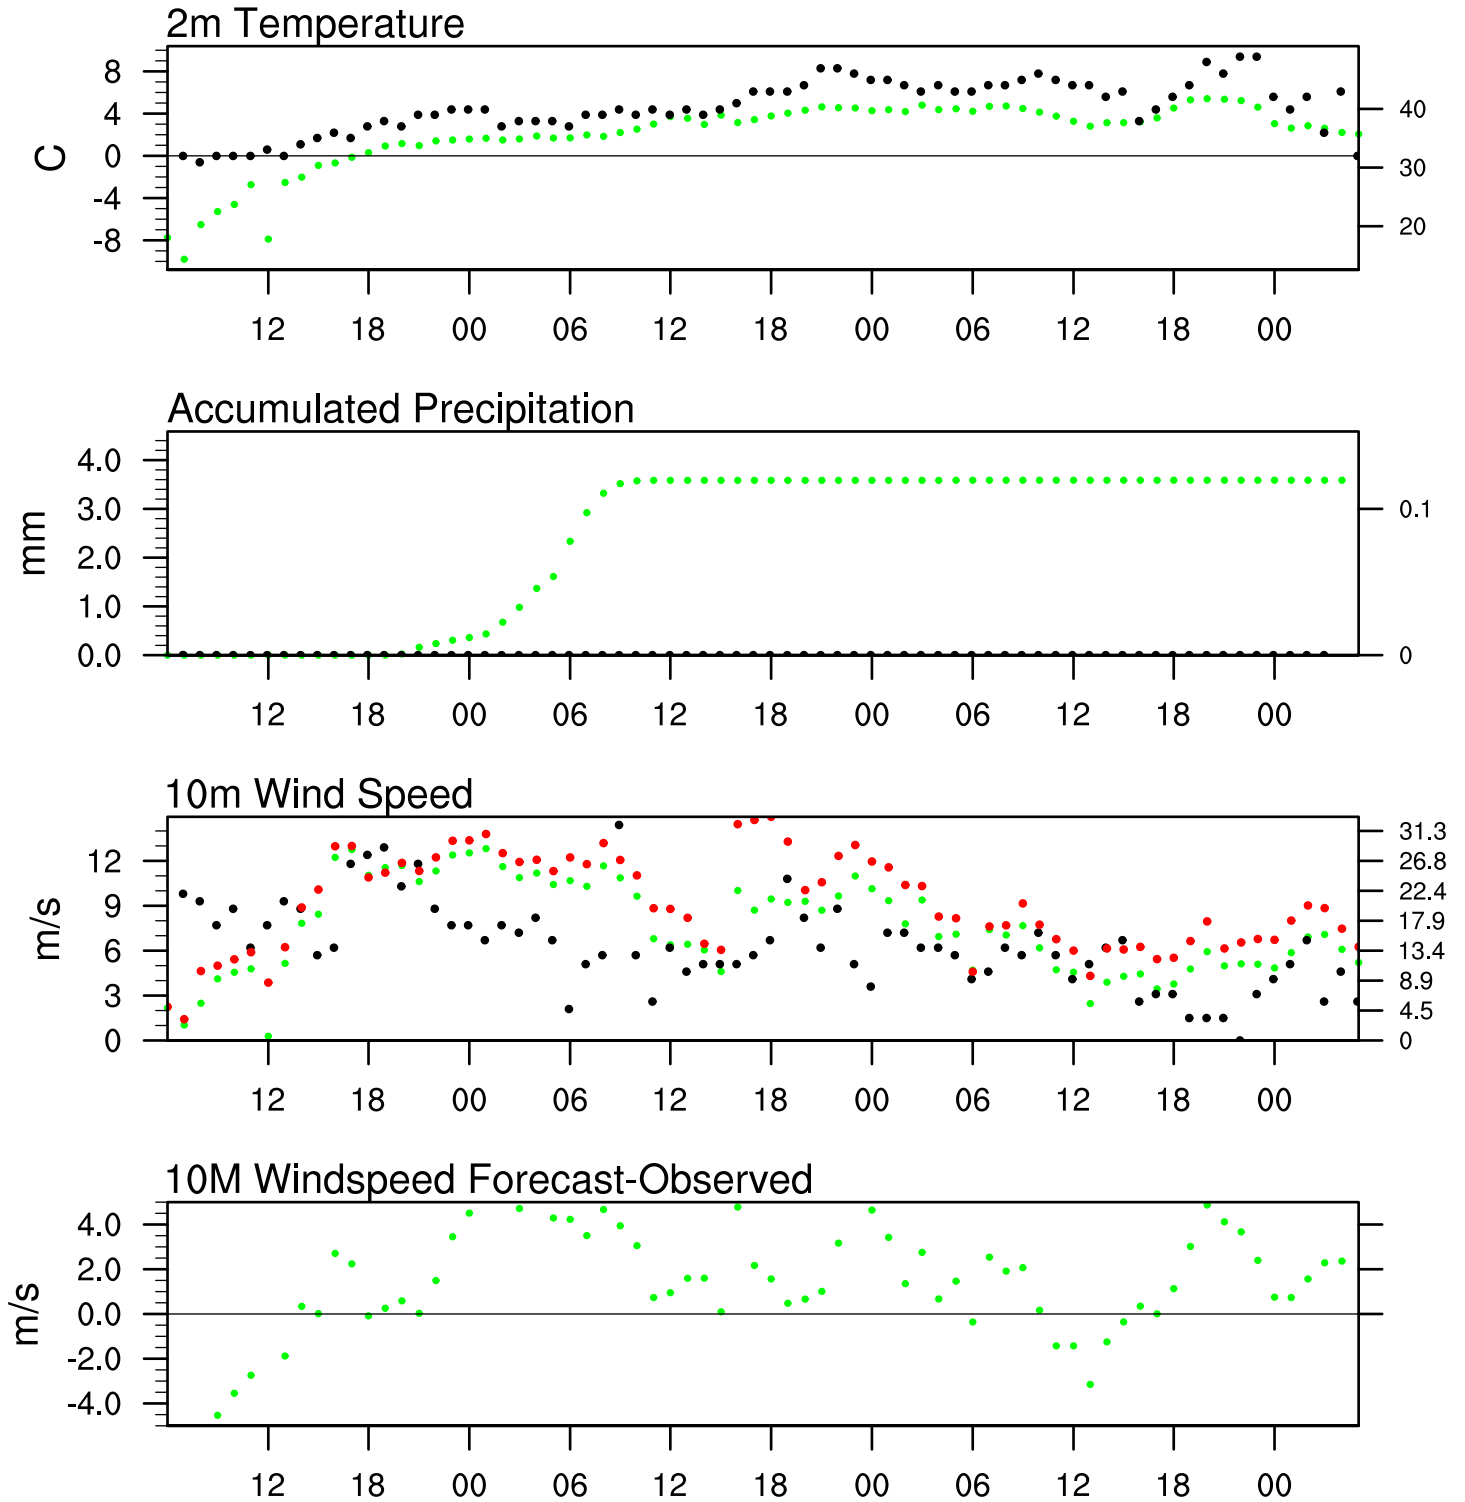 2m Temperature
8
4
0
-4
-8
C
40
30
20
12 18 00 06 12 18 00 06 12 18 00
Accumulated Precipitation
4.0
3.0
2.0
1.0
0.0
mm
0.1
0
12 18 00 06 12 18 00 06 12 18 00
10m Wind Speed
12
9
6
3
0
m/s
31.3
26.8
22.4
17.9
13.4
8.9
4.5
0
12 18 00 06 12 18 00 06 12 18 00
10M Windspeed Forecast-Observed
4.0
2.0
0.0
-2.0
-4.0
m/s
12 18 00 06 12 18 00 06 12 18 00